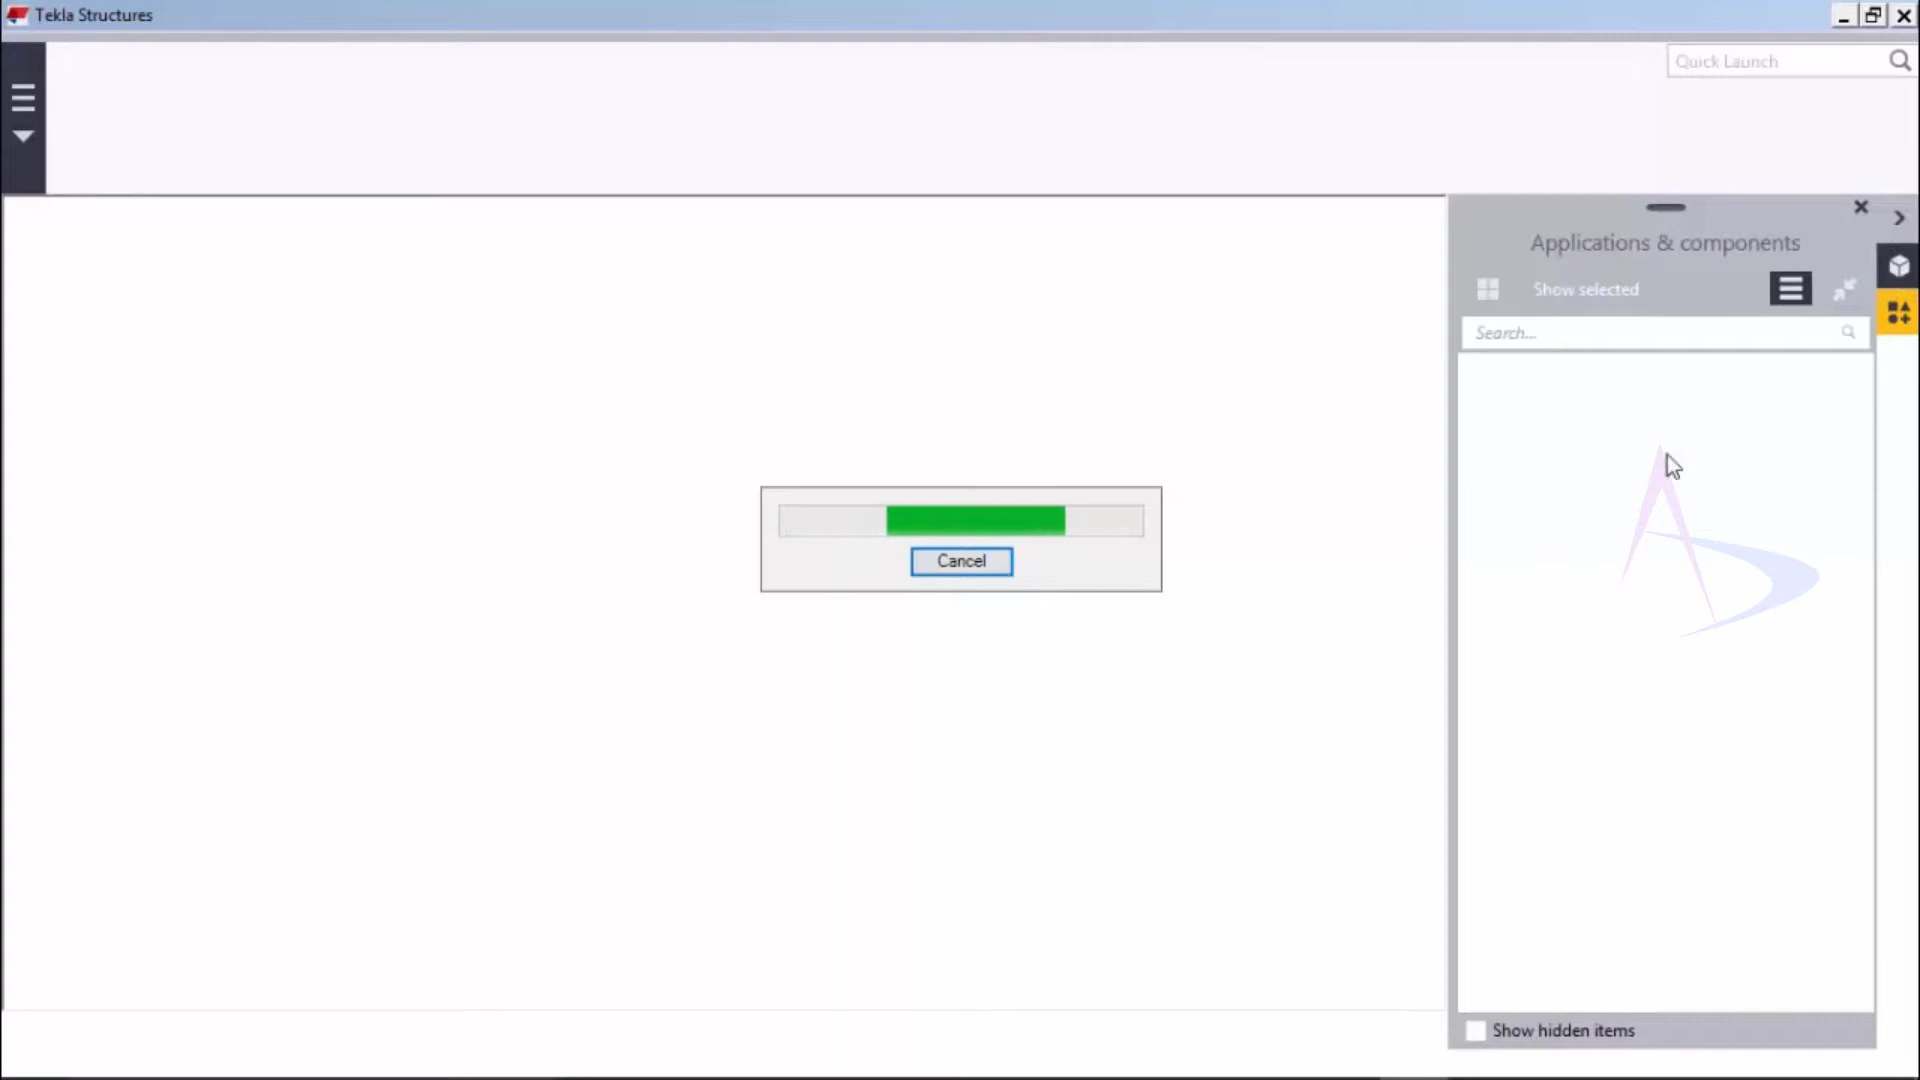 Tekla Structures
Quick Launch
Applications & components
Show selected
Search...
Cancel
Show hidden items